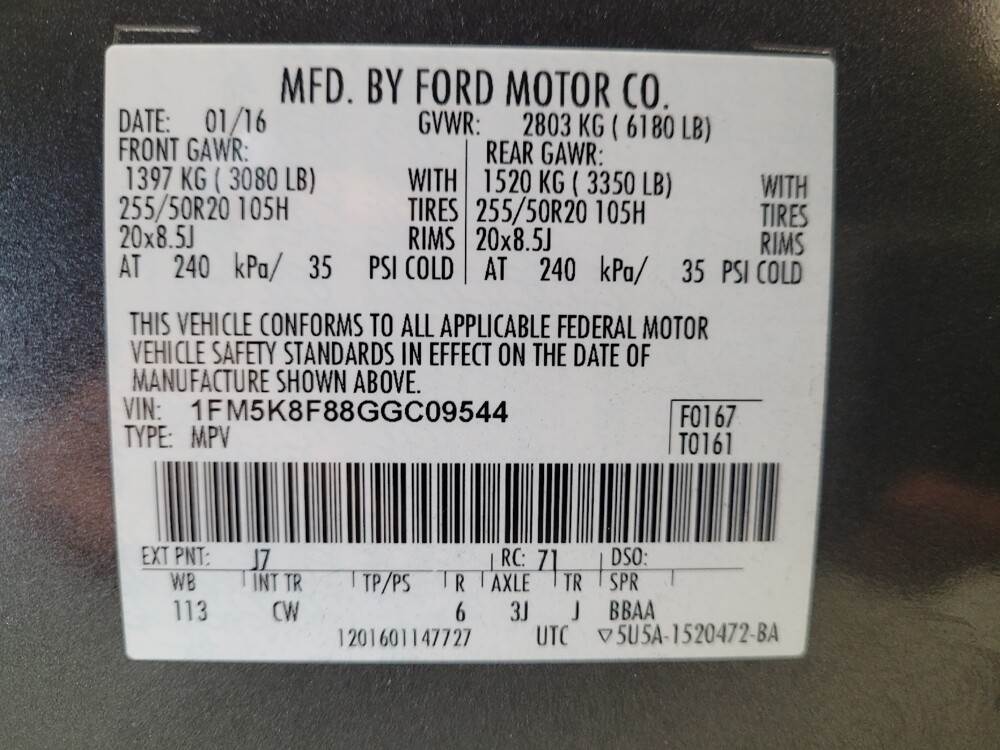 MFD. BY FORD MOTOR CO.
DATE: 01/16 GVWR: 2803 KG ( 6180 LB)
FRONT GAWR: REAR GAWR:
1397 KG ( 3080 LB) WITH 1520 KG ( 3350 LB) WITH
255/50R20 105H TIRES 255/50R20 105H TIRES
20x8.5J RIMS 20x8.5J RIMS
AT 240 kPa/ 35 PSI COLD AT 240 kPa/ 35 PSI COLD
THIS VEHICLE CONFORMS TO ALL APPLICABLE FEDERAL MOTOR
VEHICLE SAFETY STANDARDS IN EFFECT ON THE DATE OF
MANUFACTURE SHOWN ABOVE.
VIN: 1FM5K8F88GGC09544 F0167
TYPE: MPV T0161
EXT PNT: J7 RC: 71 DSO:
WB INT TR TP/PS R AXLE TR SPR
113 CW 6 3J J BBAA
1201601147727 UTC ▽5U5A-1520472-BA